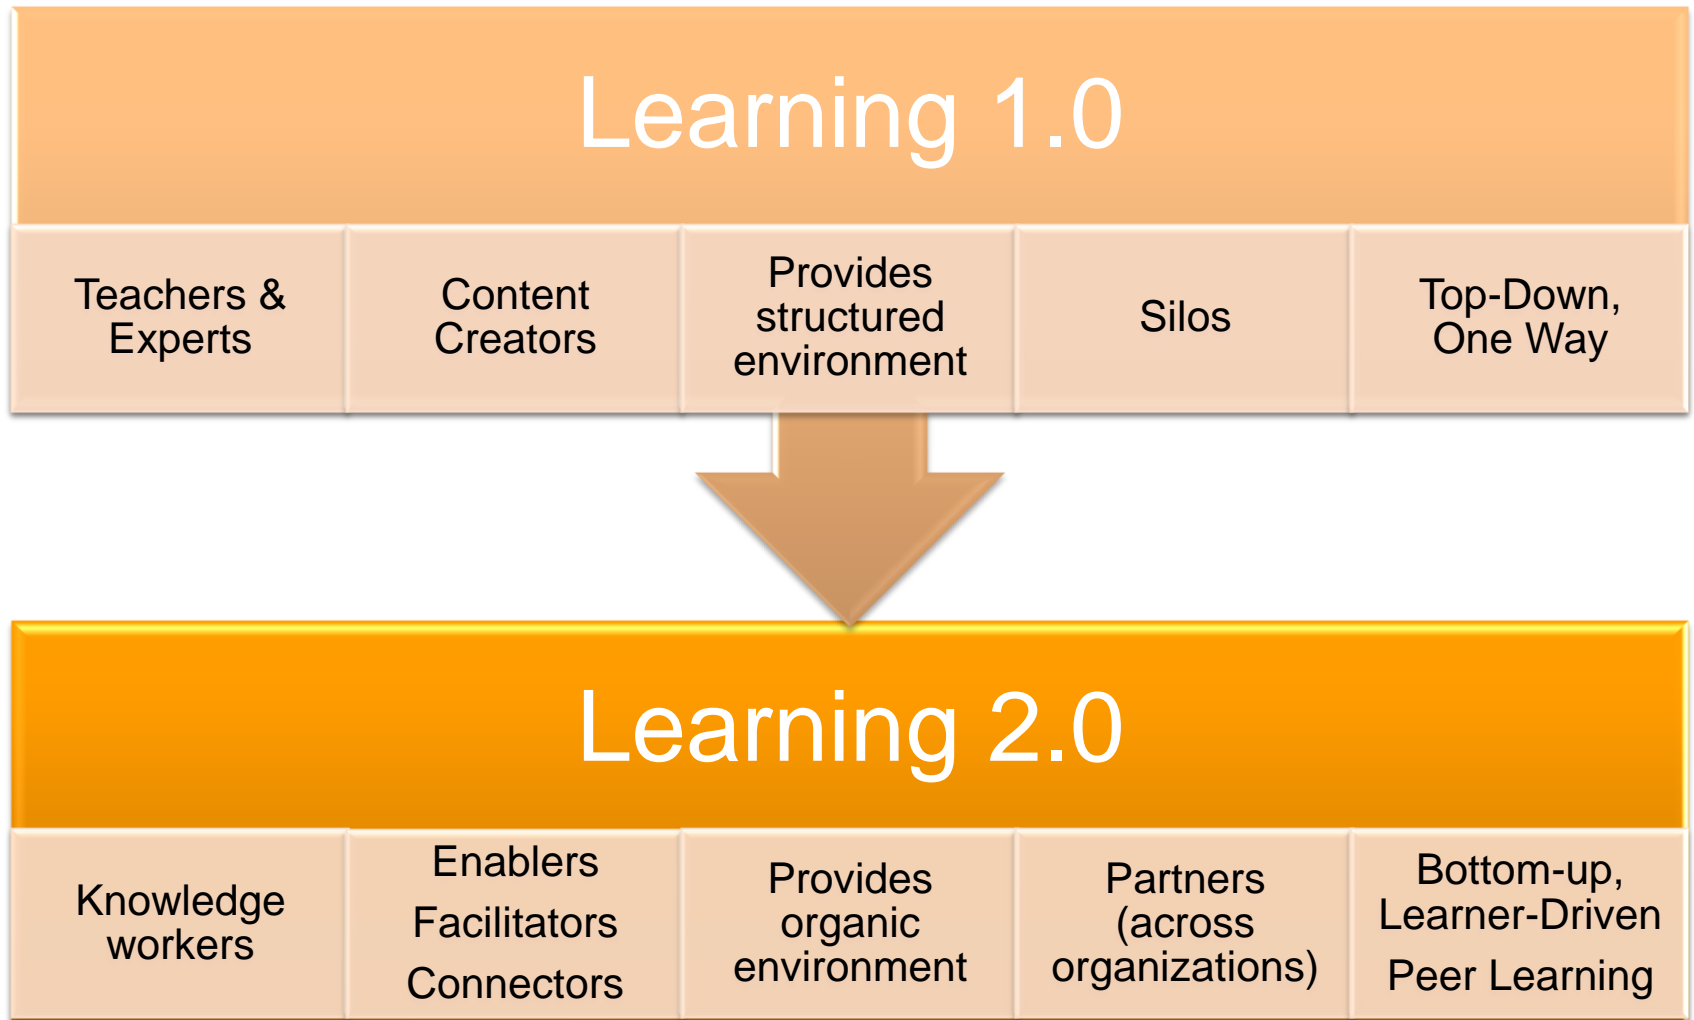 Learning 1.0
Teachers &
Experts
Content
Creators
Provides
structured
environment
Silos
Top-Down,
One Way
Learning 2.0
Knowledge
workers
Enablers
Facilitators
Connectors
Provides
organic
environment
Partners
(across
organizations)
Bottom-up,
Learner-Driven
Peer Learning